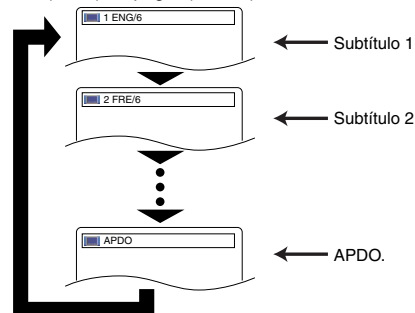 1 ENG/6
Subtítulo 1
2 FRE/6
Subtítulo 2
APDO
APDO.